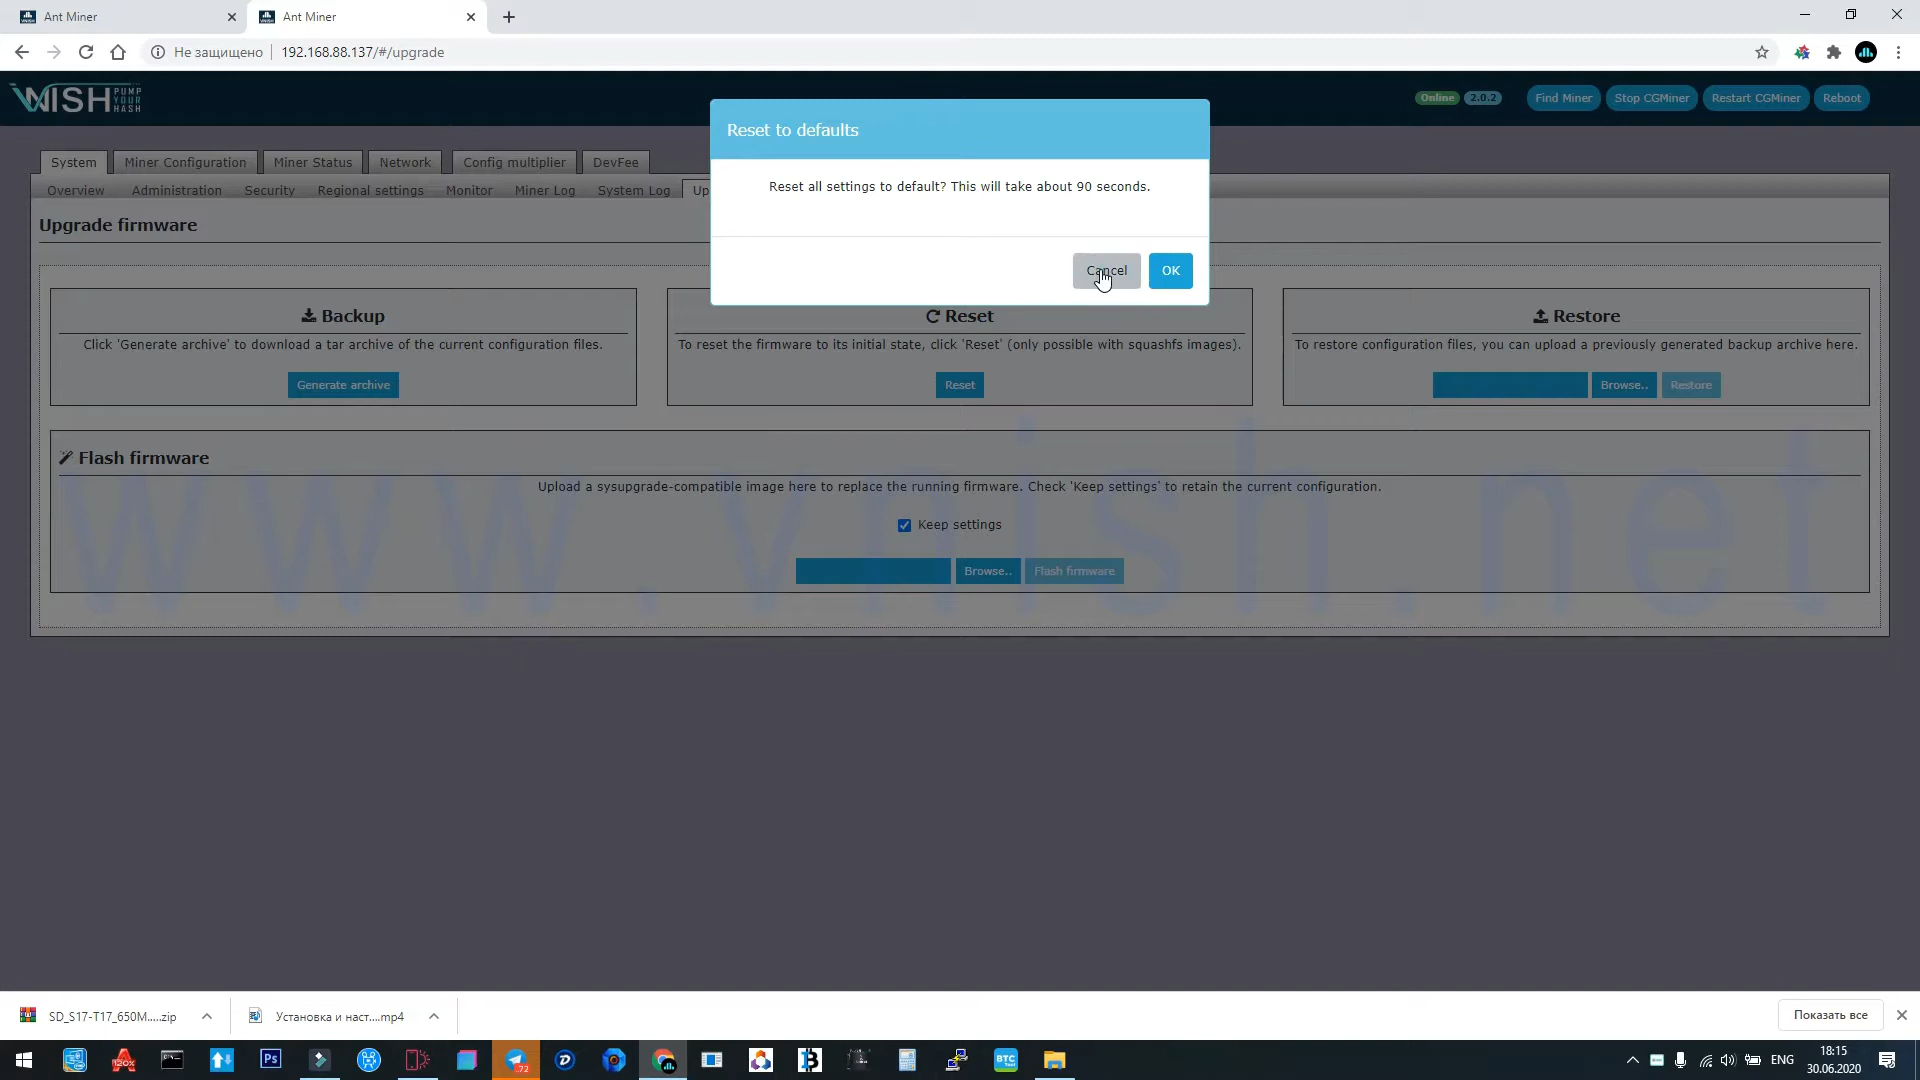 Ant Miner
Ant Miner
Не защищено
192.168.88.137/#/upgrade
VNISH PUMP YOUR HASH
Online
2.0.2
Find Miner
Stop CGMiner
Restart CGMiner
Reboot
Reset to defaults
Reset all settings to default? This will take about 90 seconds.
Cancel
OK
System
Miner Configuration
Miner Status
Network
Config multiplier
DevFee
Overview
Administration
Security
Regional settings
Monitor
Miner Log
System Log
Up
Upgrade firmware
Backup
Click 'Generate archive' to download a tar archive of the current configuration files.
Generate archive
Reset
To reset the firmware to its initial state, click 'Reset' (only possible with squashfs images).
Reset
Restore
To restore configuration files, you can upload a previously generated backup archive here.
Browse..
Restore
Flash firmware
Upload a sysupgrade-compatible image here to replace the running firmware. Check 'Keep settings' to retain the current configuration.
Keep settings
Browse..
Flash firmware
www.vnish.net
SD_S17-T17_650M.....zip
Установка и наст....mp4
Показать все
Ps
72
BTC
ENG
18:15
30.06.2020